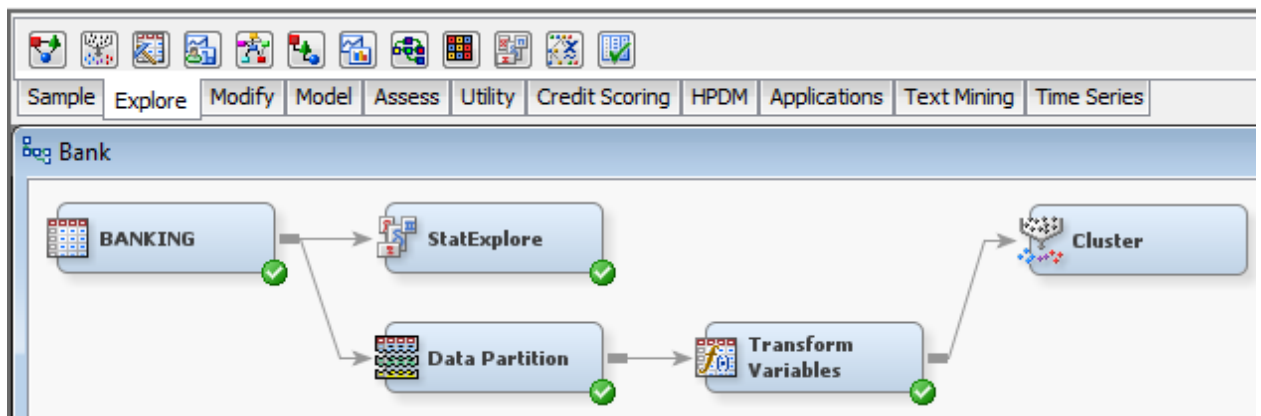 Sample Explore Modify Model Assess Utility Credit Scoring HPDM Applications Text Mining Time Series
Bank
BANKING
StatExplore
Cluster
Data Partition
Transform
Variables